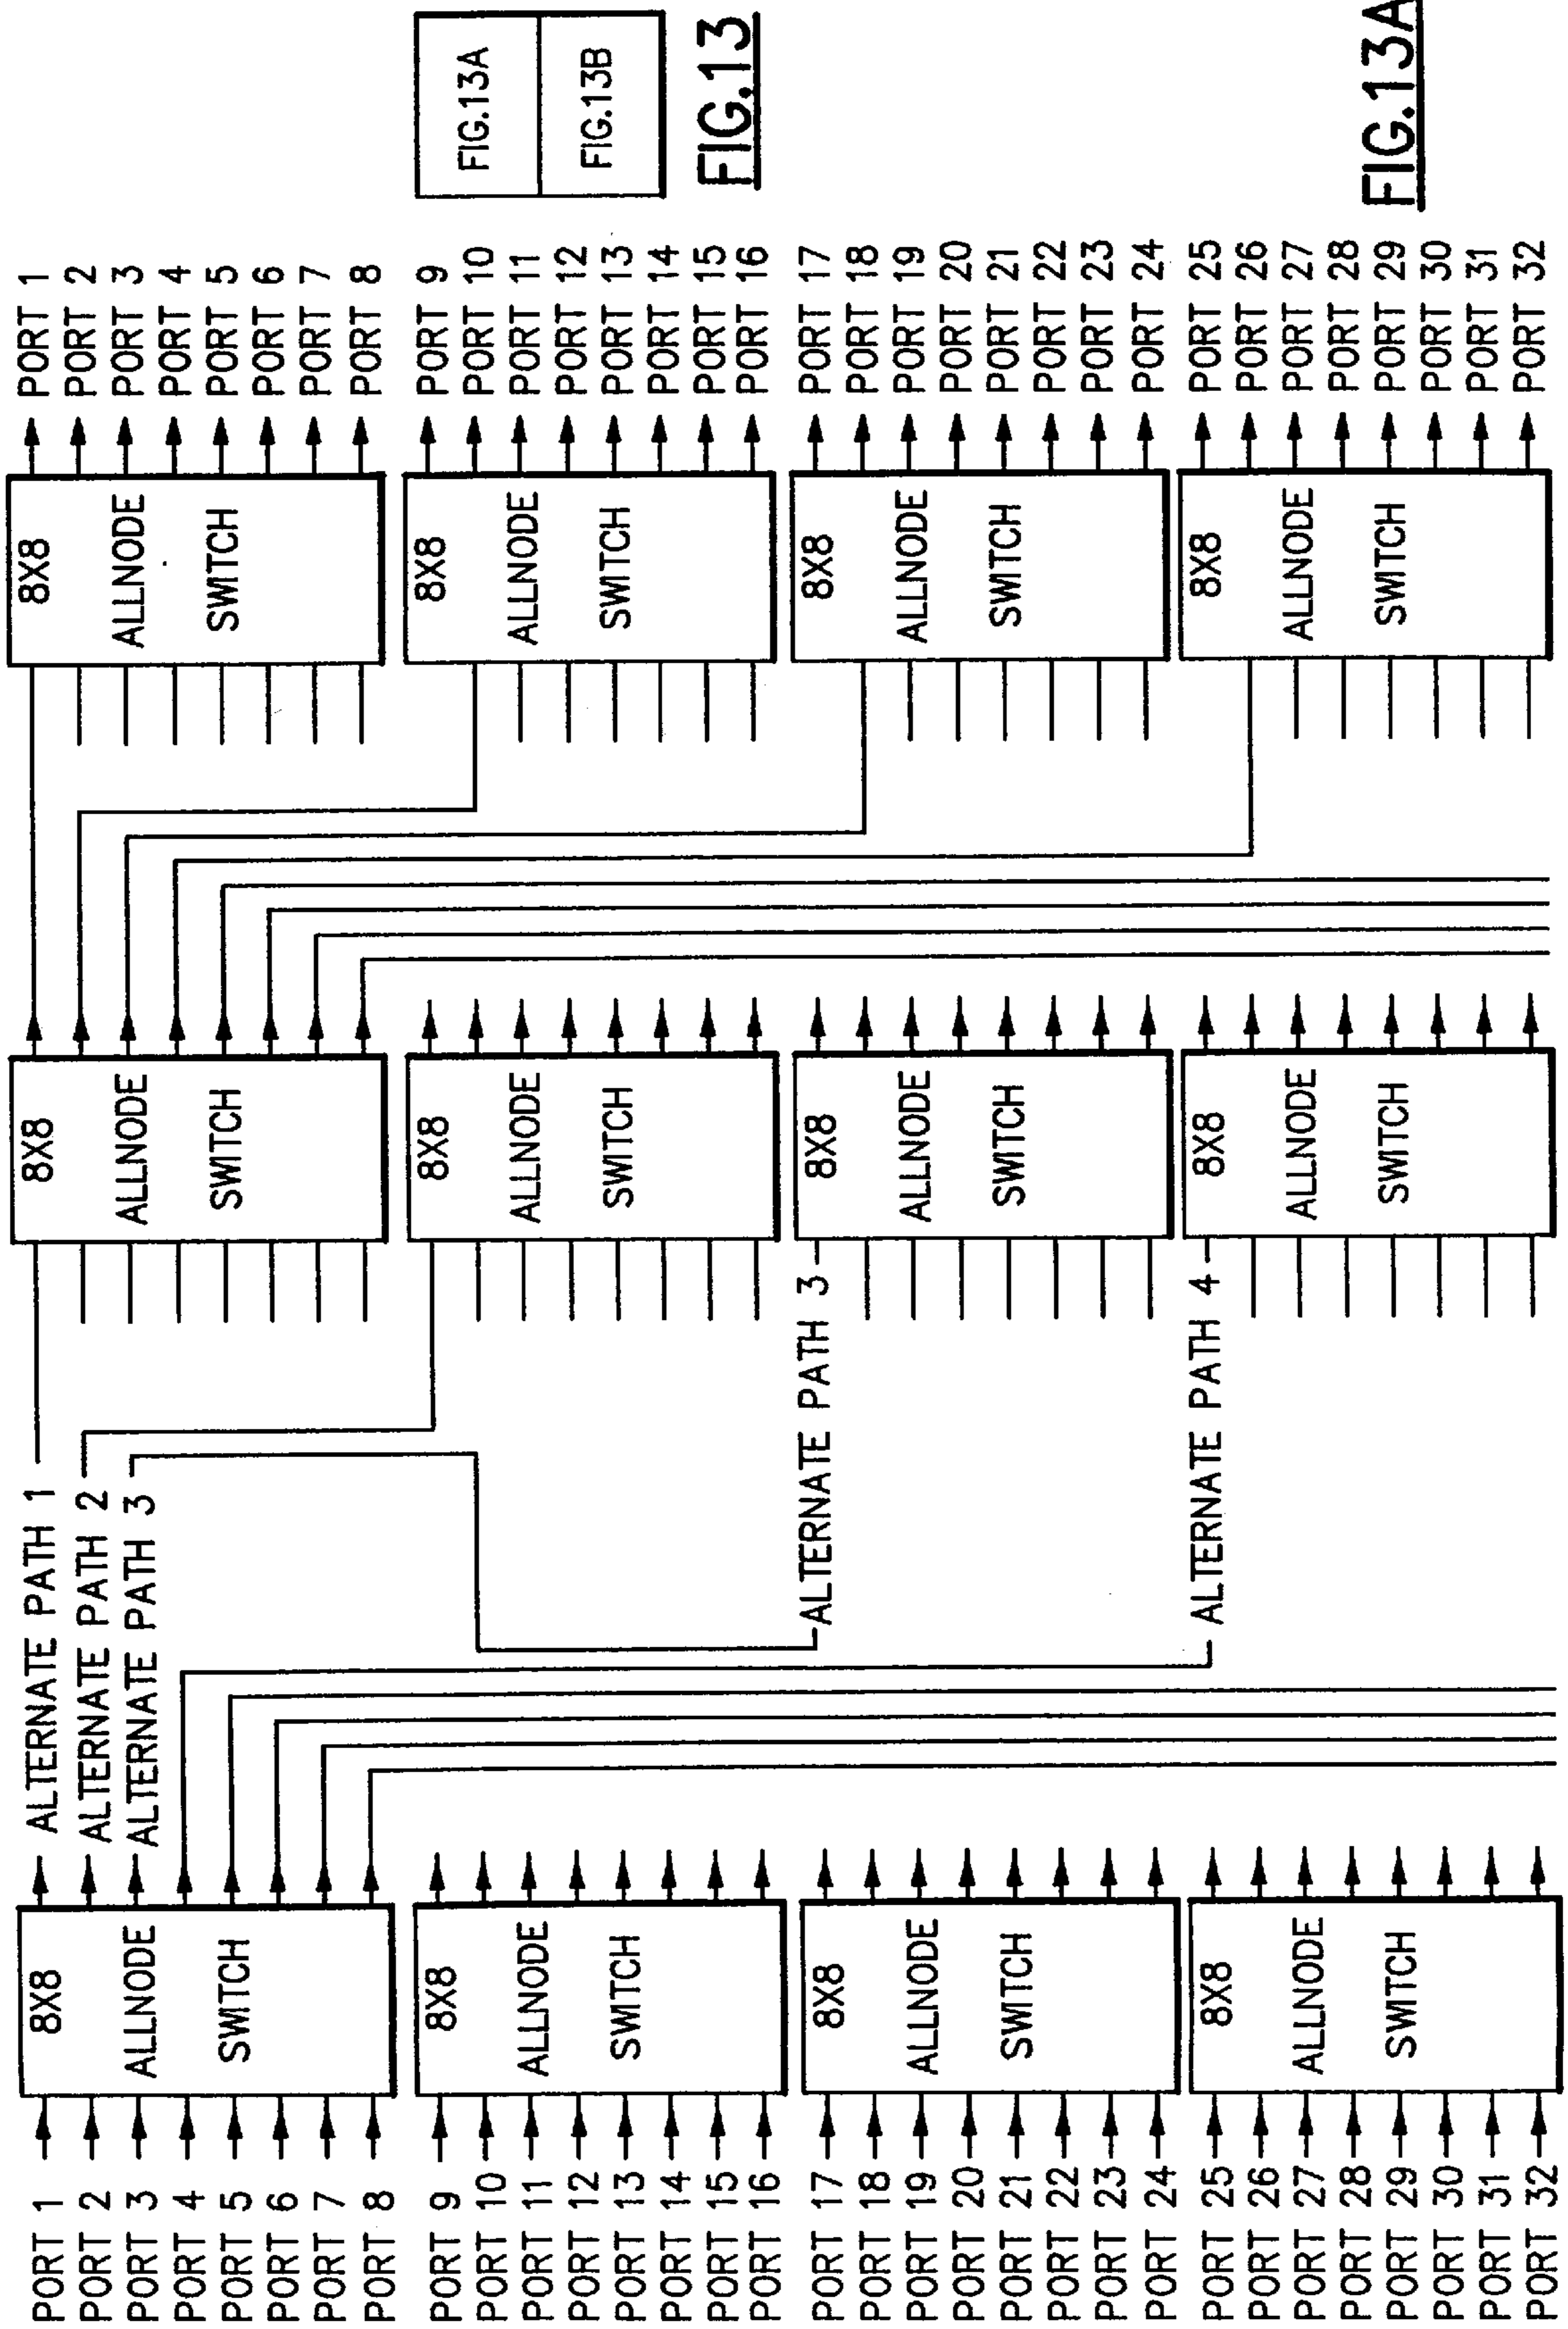 PORT 1
PORT 2
PORT 3
PORT 4
PORT 5
PORT 6
PORT 7
PORT 8
PORT 9
PORT 10
PORT 11
PORT 12
PORT 13
PORT 14
PORT 15
PORT 16
PORT 17
PORT 18
PORT 19
PORT 20
PORT 21
PORT 22
PORT 23
PORT 24
PORT 25
PORT 26
PORT 27
PORT 28
PORT 29
PORT 30
PORT 31
PORT 32
8X8
ALLNODE
SWITCH
8X8
ALLNODE
SWITCH
8X8
ALLNODE
SWITCH
8X8
ALLNODE
SWITCH
ALTERNATE PATH 1
ALTERNATE PATH 2
ALTERNATE PATH 3
ALTERNATE PATH 3
ALTERNATE PATH 4
8X8
ALLNODE
SWITCH
8X8
ALLNODE
SWITCH
8X8
ALLNODE
SWITCH
8X8
ALLNODE
SWITCH
8X8
ALLNODE
SWITCH
8X8
ALLNODE
SWITCH
8X8
ALLNODE
SWITCH
8X8
ALLNODE
SWITCH
PORT 1
PORT 2
PORT 3
PORT 4
PORT 5
PORT 6
PORT 7
PORT 8
PORT 9
PORT 10
PORT 11
PORT 12
PORT 13
PORT 14
PORT 15
PORT 16
PORT 17
PORT 18
PORT 19
PORT 20
PORT 21
PORT 22
PORT 23
PORT 24
PORT 25
PORT 26
PORT 27
PORT 28
PORT 29
PORT 30
PORT 31
PORT 32
FIG.13A
FIG.13B
FIG.13
FIG.13A